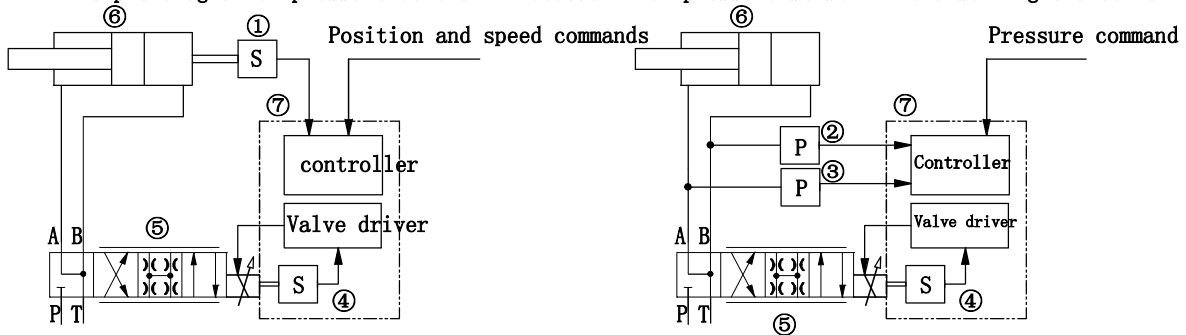 ⑥ ①
S
Position and speed commands
⑦
controller
Valve driver
A B
⑤
S
④
P T
⑥
Pressure command
⑦
② P
③ P
Controller
Valve driver
A B
S
④
P T
⑤